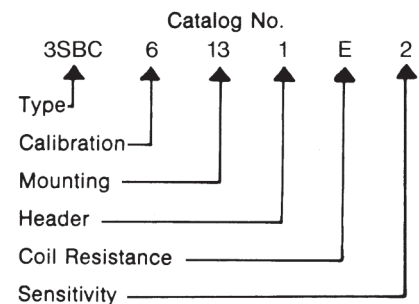 Catalog No.
3SBC 6 13 1 E 2
Type
Calibration
Mounting
Header
Coil Resistance
Sensitivity